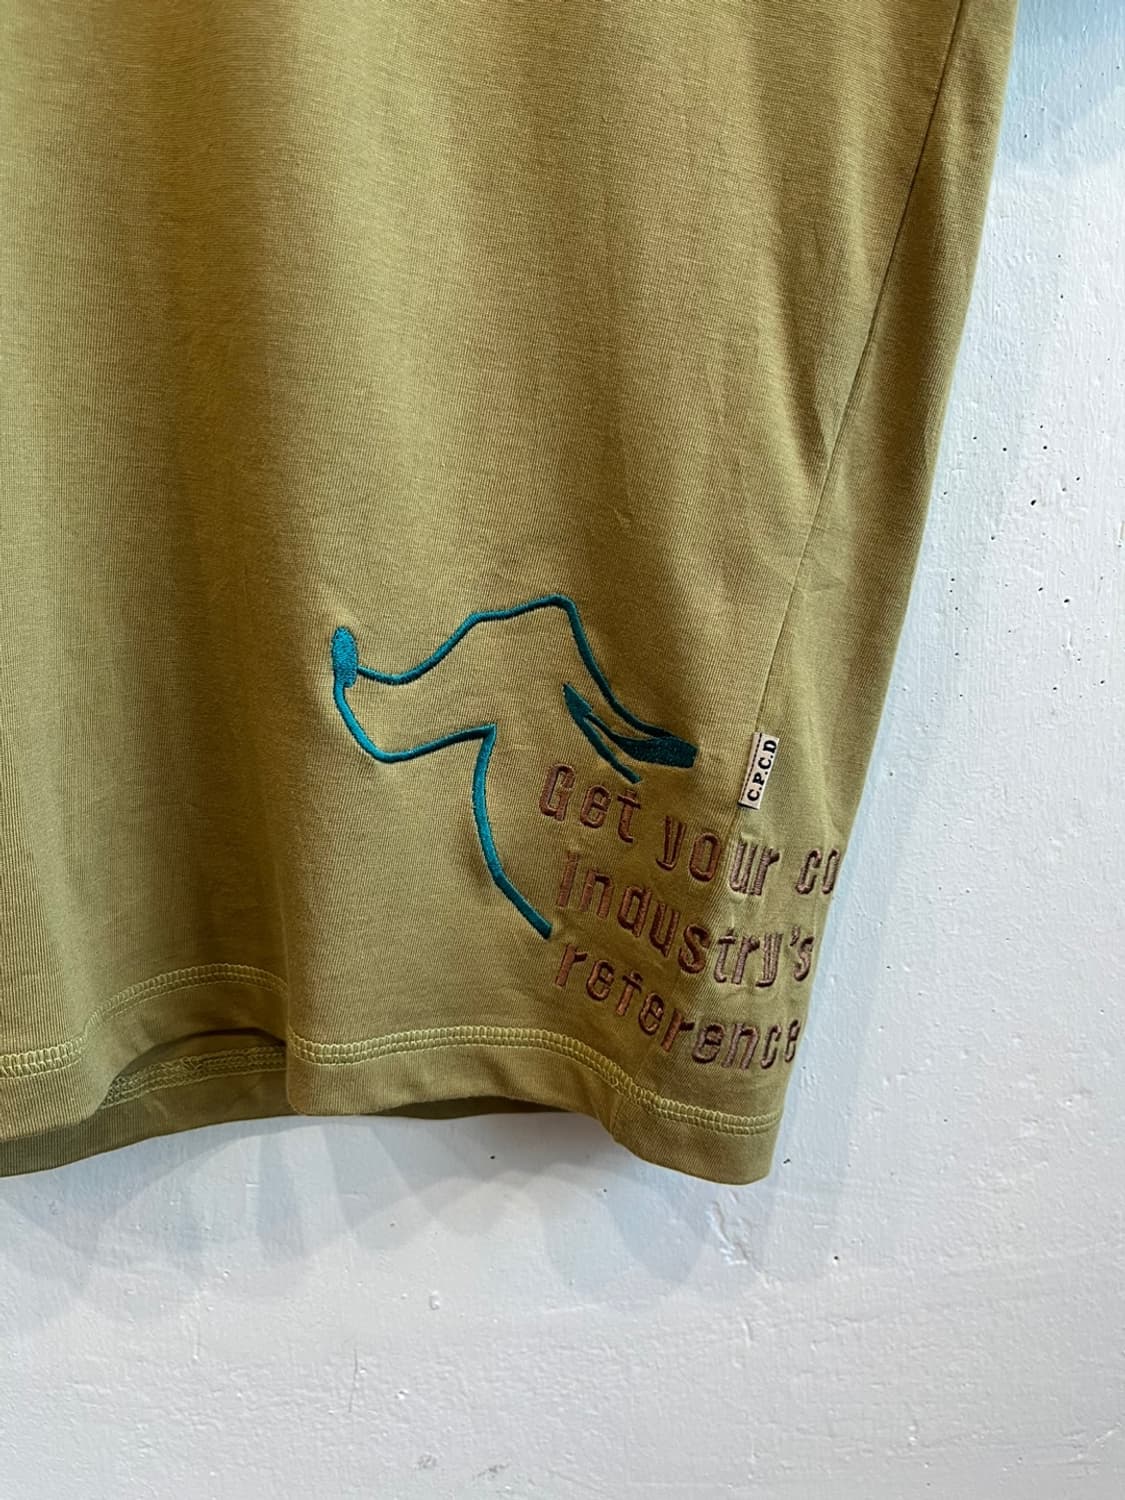 C.P.C.D
Get your co
Industry's
reference